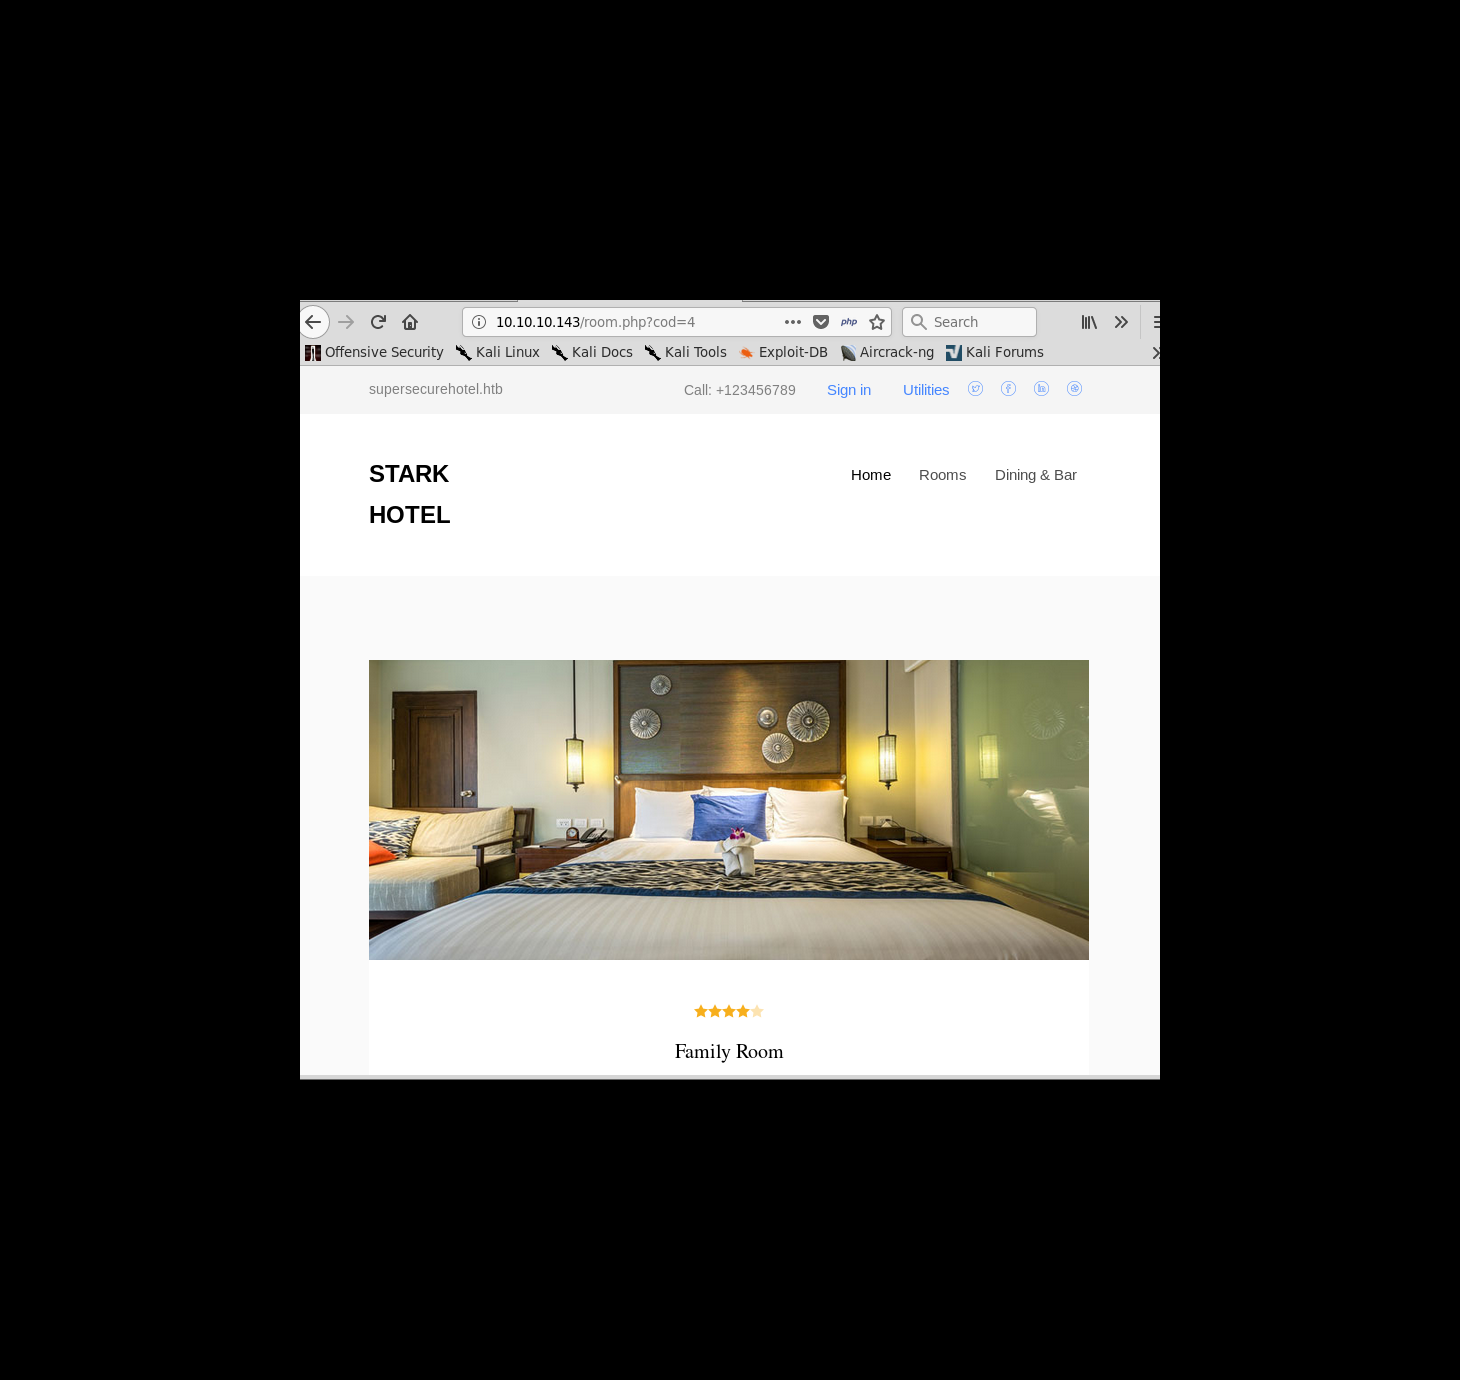 10.10.10.143/room.php?cod=4
php
Search
Offensive Security Kali Linux Kali Docs Kali Tools Exploit-DB Aircrack-ng Kali Forums
supersecurehotel.htb Call: +123456789 Sign in Utilities
STARK
HOTEL
Home Rooms Dining & Bar
Family Room